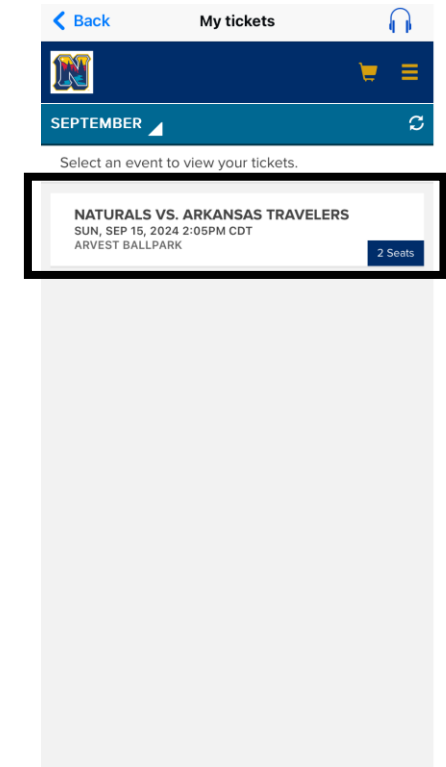 Back My tickets
N
SEPTEMBER
Select an event to view your tickets.
NATURALS VS. ARKANSAS TRAVELERS
SUN, SEP 15, 2024 2:05PM CDT
ARVEST BALLPARK
2 Seats